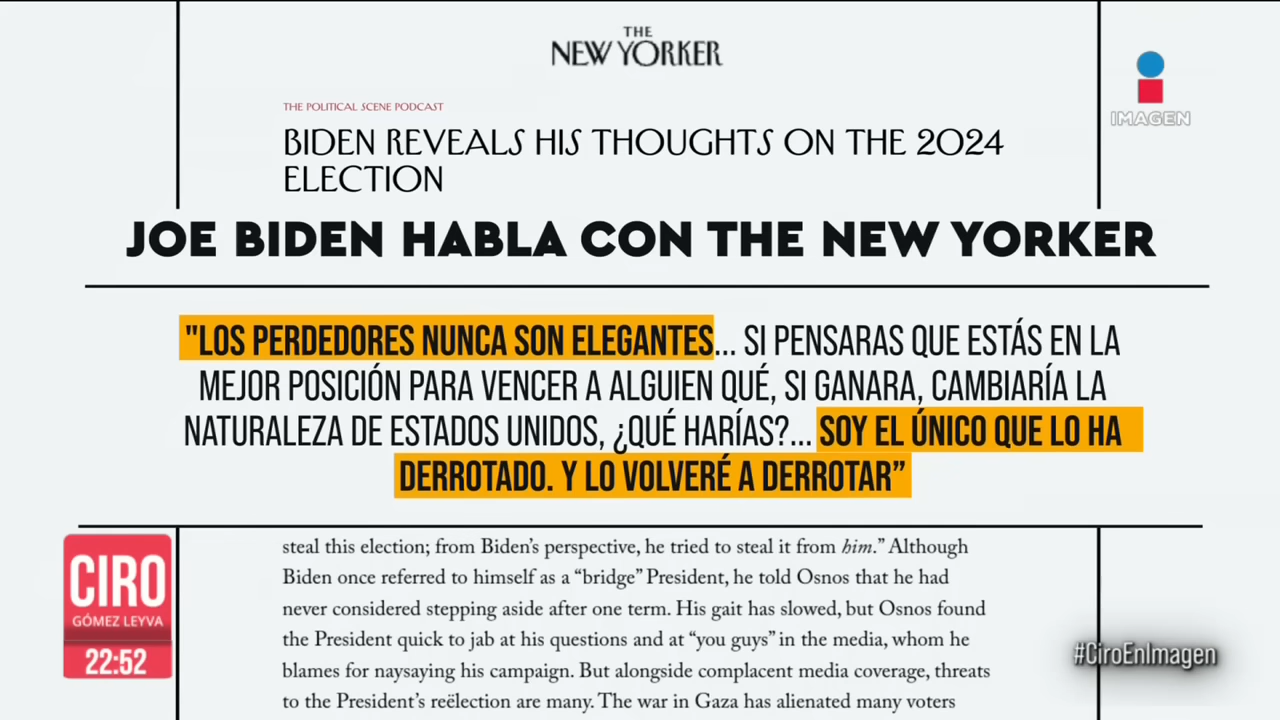 THE
NEW YORKER
IMAGEN
THE POLITICAL SCENE PODCAST
BIDEN REVEALS HIS THOUGHTS ON THE 2024
ELECTION
JOE BIDEN HABLA CON THE NEW YORKER
"LOS PERDEDORES NUNCA SON ELEGANTES... SI PENSARAS QUE ESTÁS EN LA
MEJOR POSICIÓN PARA VENCER A ALGUIEN QUÉ, SI GANARA, CAMBIARÍA LA
NATURALEZA DE ESTADOS UNIDOS, ¿QUÉ HARÍAS?... SOY EL ÚNICO QUE LO HA
DERROTADO. Y LO VOLVERÉ A DERROTAR”
steal this election; from Biden’s perspective, he tried to steal it from him.” Although
Biden once referred to himself as a “bridge” President, he told Osnos that he had
never considered stepping aside after one term. His gait has slowed, but Osnos found
the President quick to jab at his questions and at “you guys” in the media, whom he
blames for naysaying his campaign. But alongside complacent media coverage, threats
to the President’s reëlection are many. The war in Gaza has alienated many voters
CIRO
GÓMEZ LEYVA
22:52
#CiroEnImagen